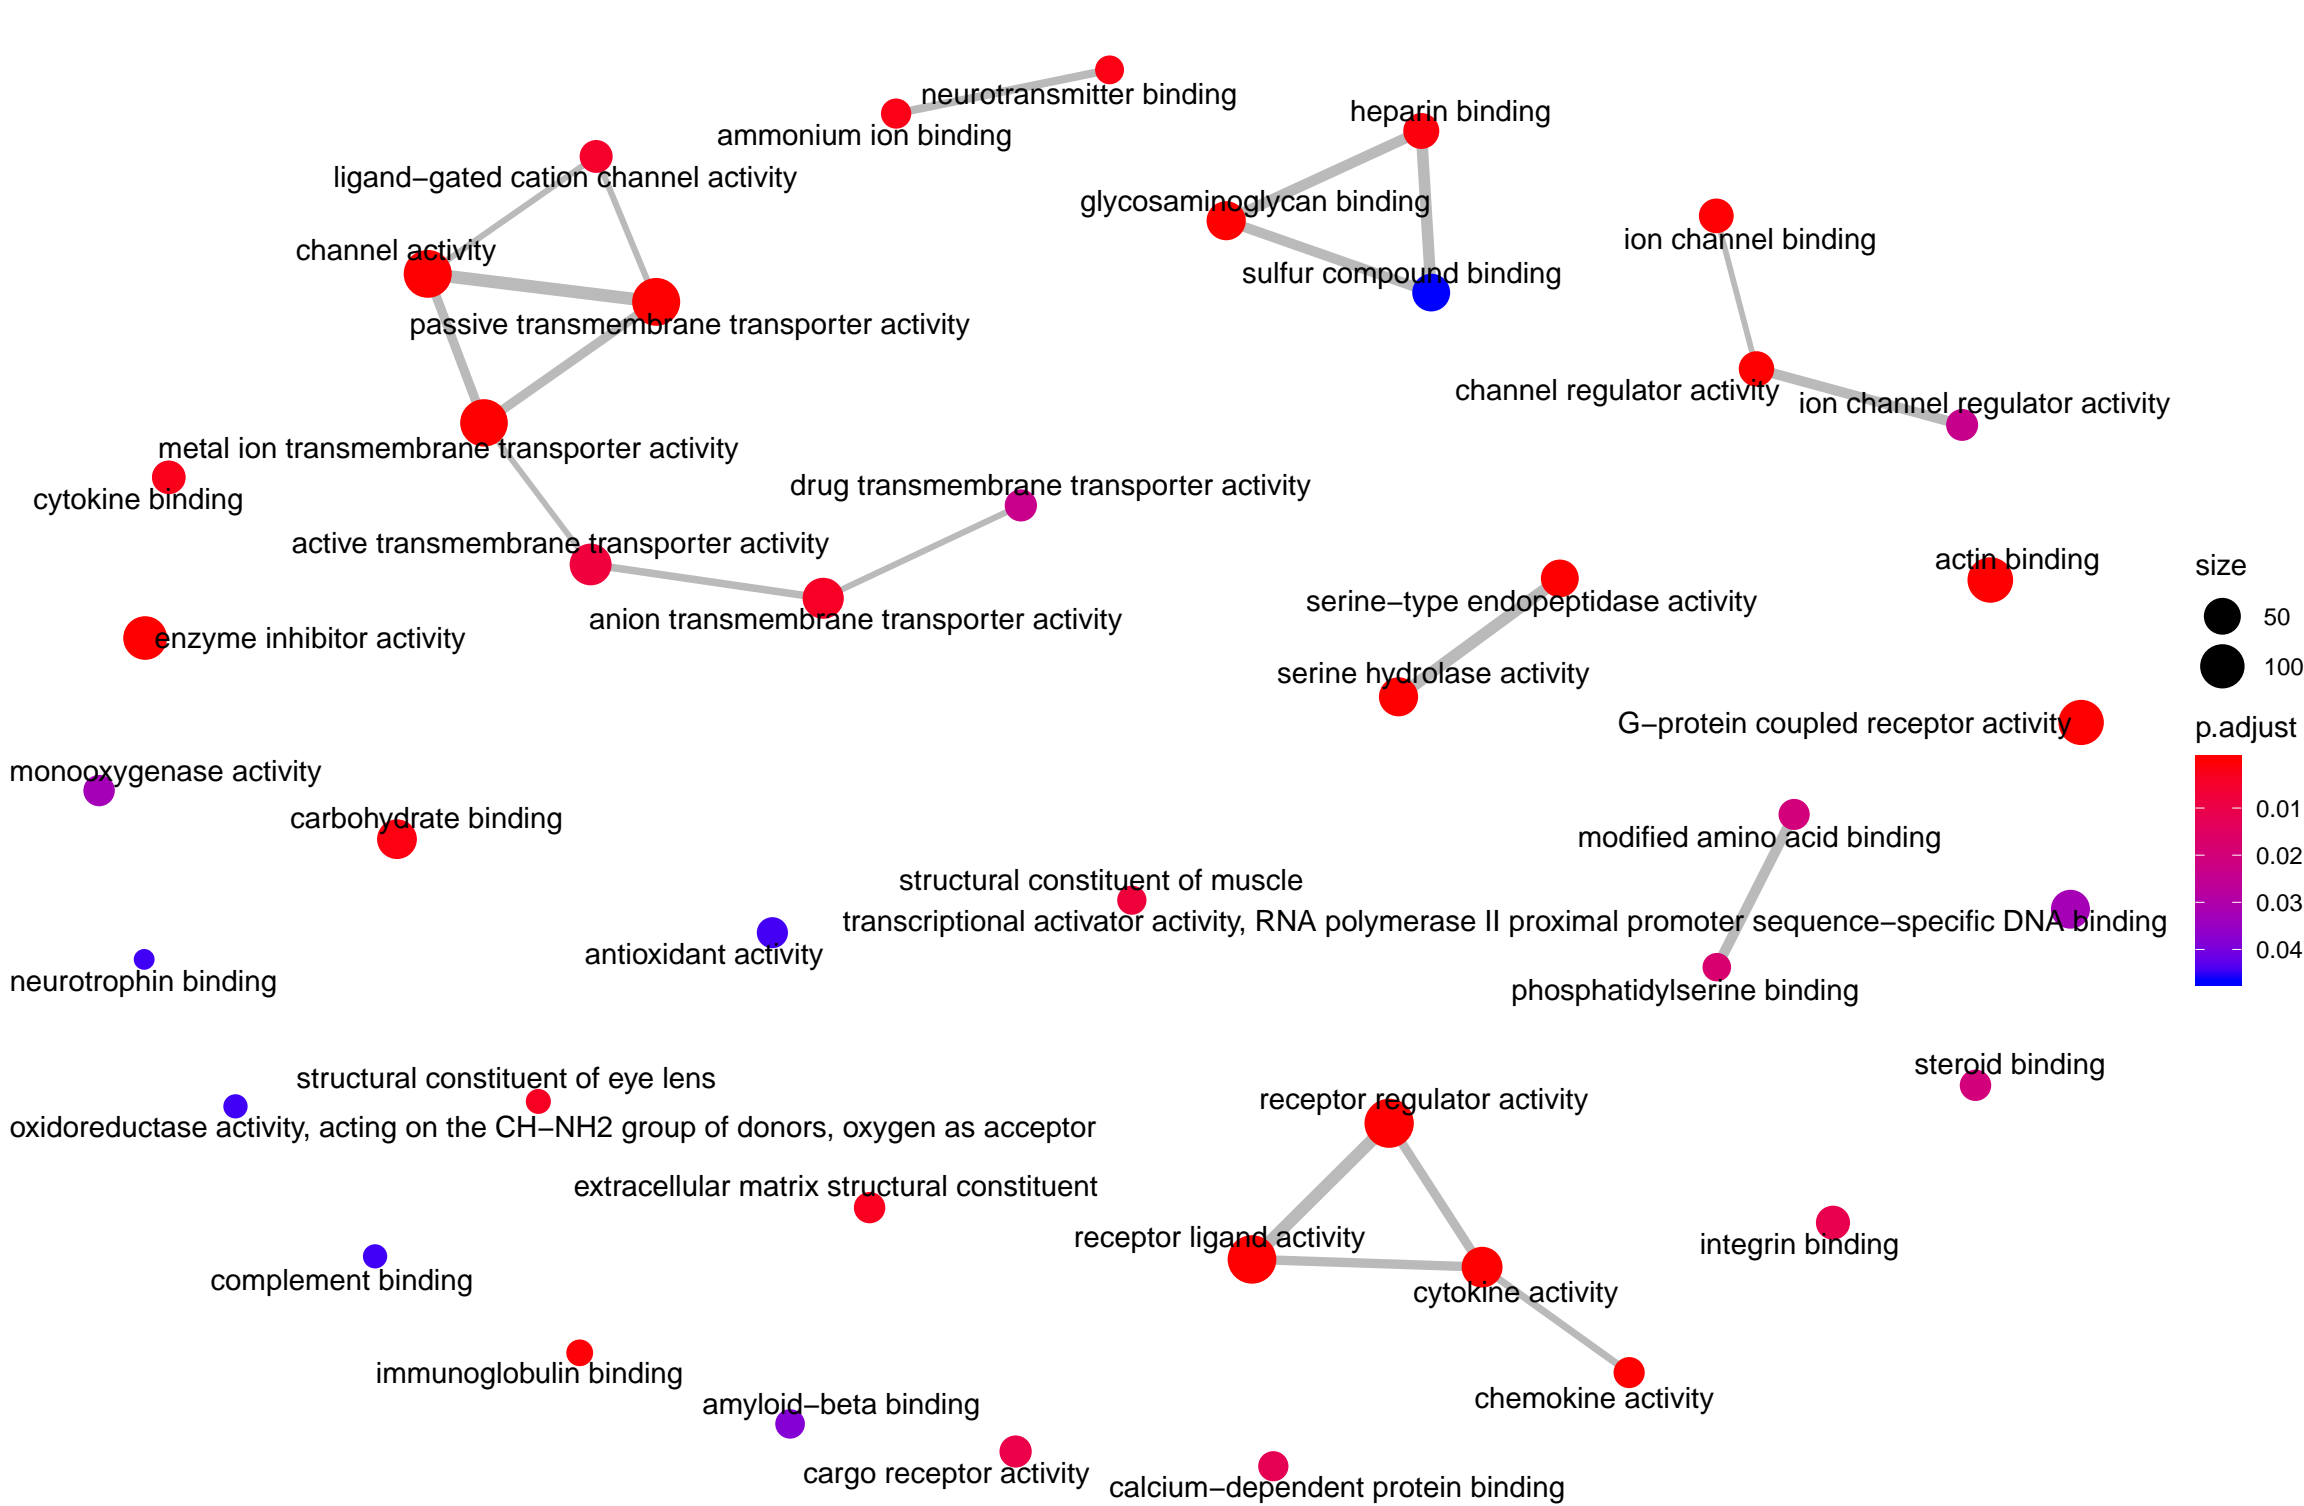 neurotransmitter binding
heparin binding
ammonium ion binding
ligand−gated cation channel activity
glycosaminoglycan binding
ion channel binding
channel activity
sulfur compound binding
passive transmembrane transporter activity
channel regulator activity
ion channel regulator activity
metal ion transmembrane transporter activity
drug transmembrane transporter activity
cytokine binding
active transmembrane transporter activity
actin binding
size
serine−type endopeptidase activity
50
anion transmembrane transporter activity
enzyme inhibitor activity
100
serine hydrolase activity
G−protein coupled receptor activity
p.adjust
monooxygenase activity
0.01
carbohydrate binding
modified amino acid binding
0.02
structural constituent of muscle
0.03
transcriptional activator activity, RNA polymerase II proximal promoter sequence−specific DNA binding
0.04
antioxidant activity
neurotrophin binding
phosphatidylserine binding
steroid binding
structural constituent of eye lens
receptor regulator activity
oxidoreductase activity, acting on the CH−NH2 group of donors, oxygen as acceptor
extracellular matrix structural constituent
receptor ligand activity
integrin binding
complement binding
cytokine activity
immunoglobulin binding
chemokine activity
amyloid−beta binding
cargo receptor activity
calcium−dependent protein binding